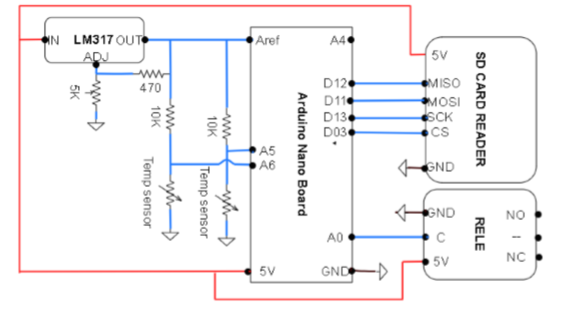 IN LM317 OUT
ADJ
5K
470
10K
10K
Temp sensor
Temp sensor
Aref
A4
D12
D11
D13
D03
A5
A6
Arduino Nano Board
A0
5V
GND
5V
MISO
MOSI
SCK
CS
GND
SD CARD READER
GND
C
5V
RELE
NO
–
NC